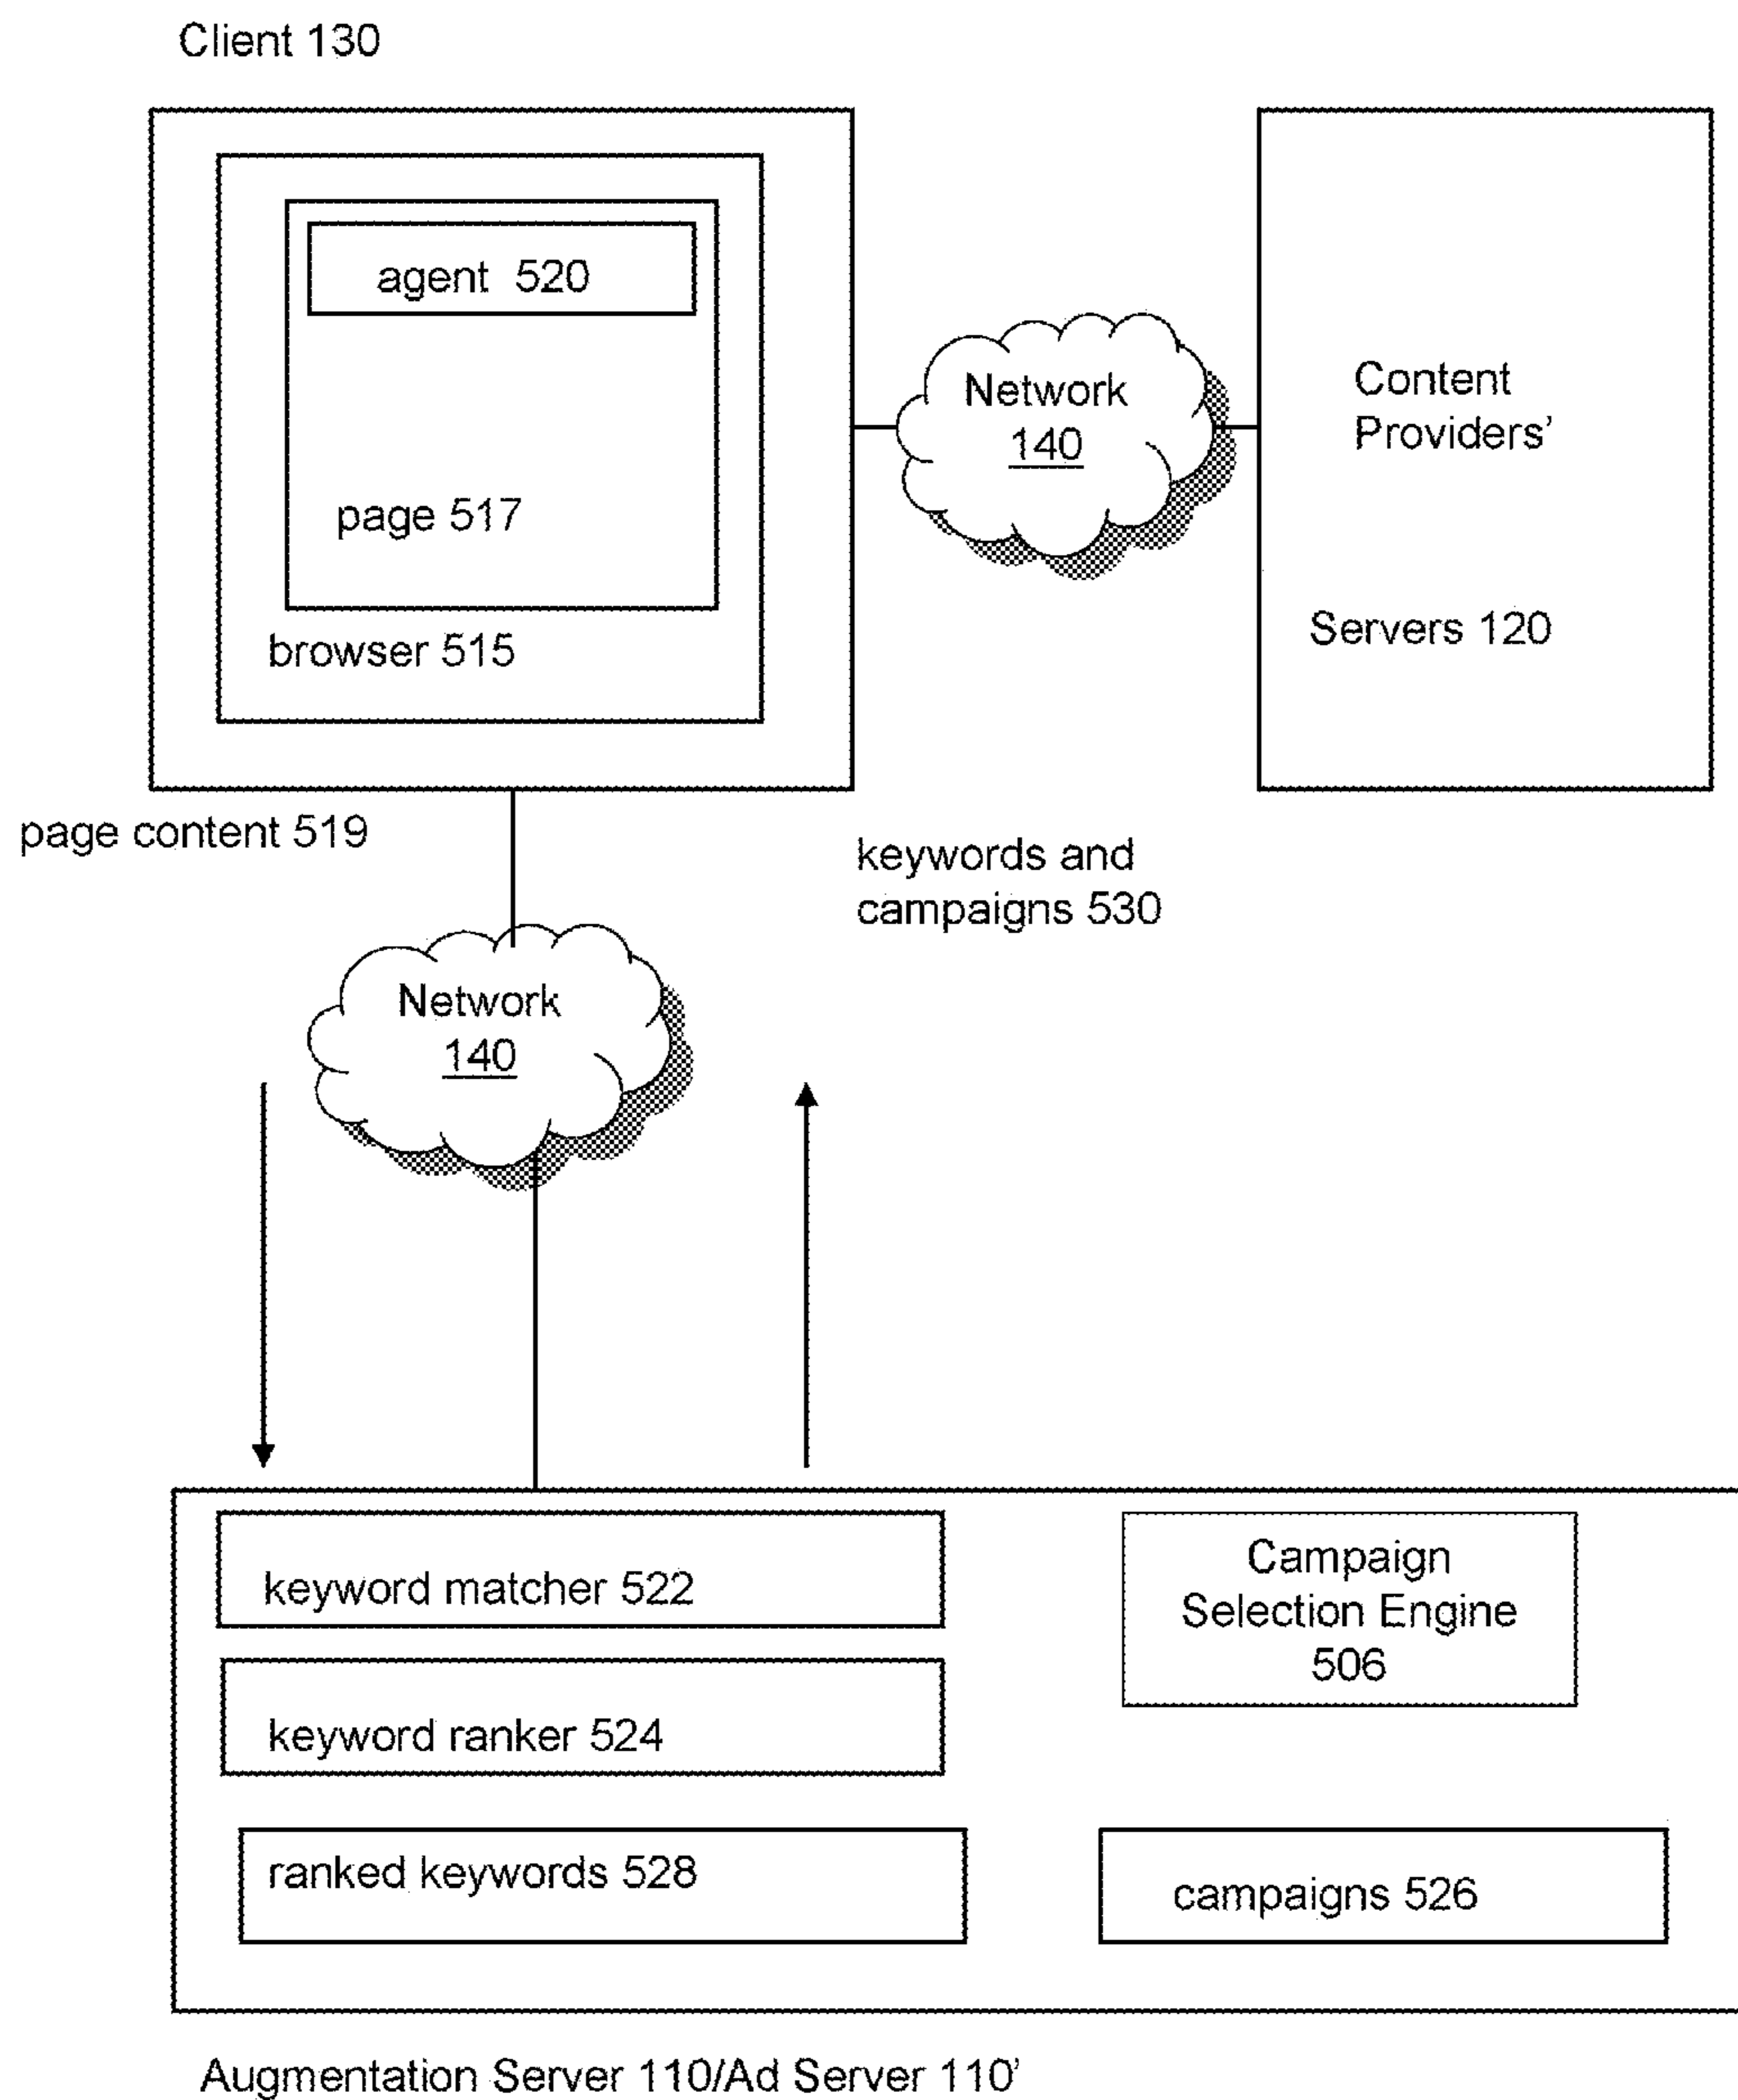 Client 130
agent 520
page 517
browser 515
Network
140
Content
Providers'
Servers 120
page content 519
keywords and
campaigns 530
Network
140
keyword matcher 522
keyword ranker 524
ranked keywords 528
Campaign
Selection Engine
506
campaigns 526
Augmentation Server 110/Ad Server 110'